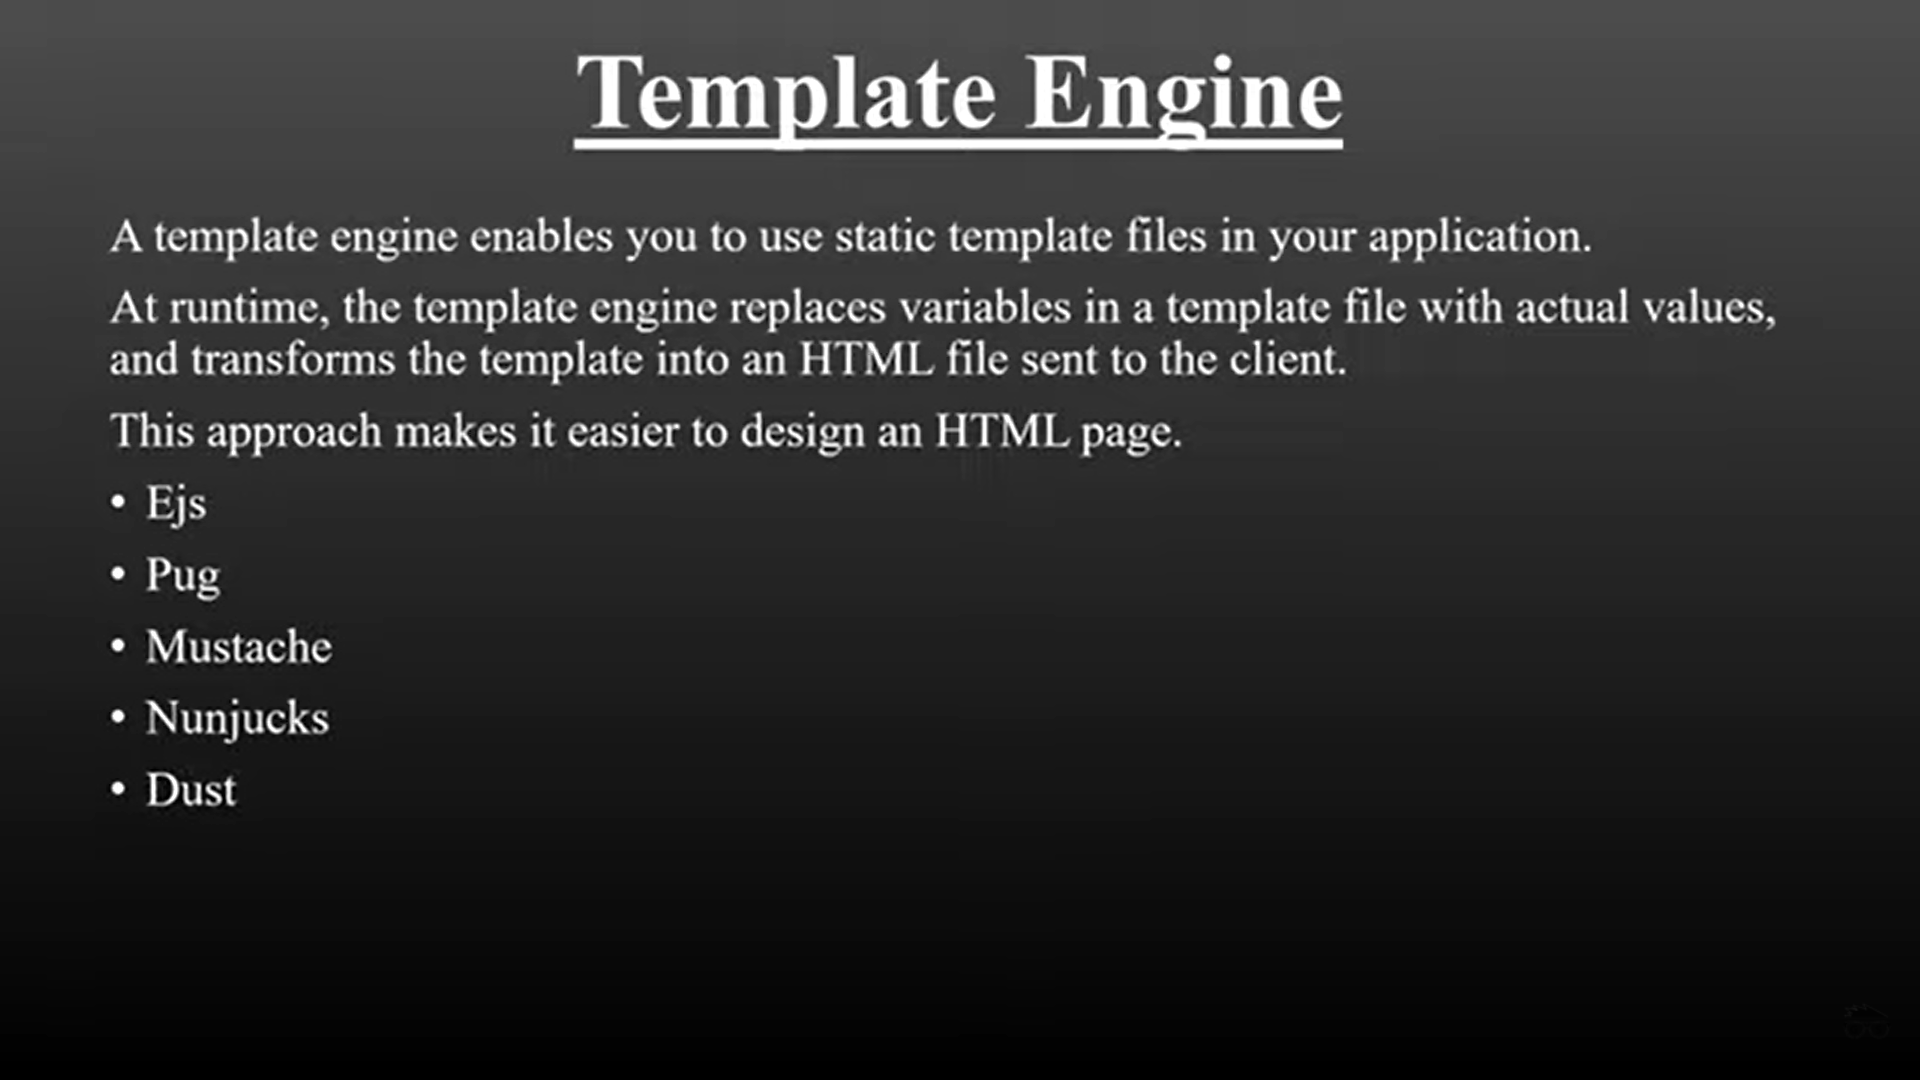 Template Engine
A template engine enables you to use static template files in your application.
At runtime, the template engine replaces variables in a template file with actual values,
and transforms the template into an HTML file sent to the client.
This approach makes it easier to design an HTML page.
• Ejs
• Pug
• Mustache
• Nunjucks
• Dust